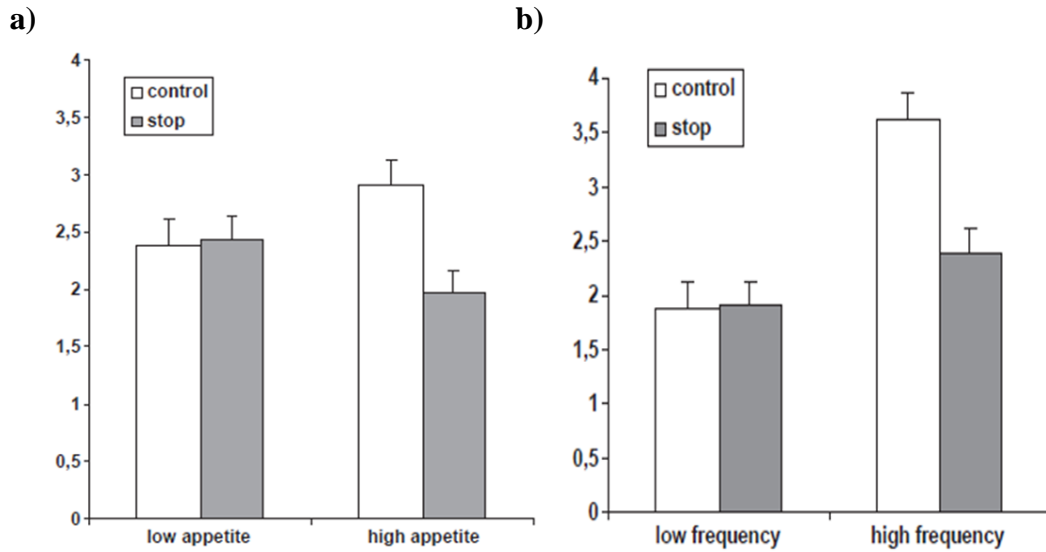 a)
4
3,5
3
2,5
2
1,5
1
0,5
0
control
stop
low appetite
high appetite
b)
4
3,5
3
2,5
2
1,5
1
0,5
0
control
stop
low frequency
high frequency